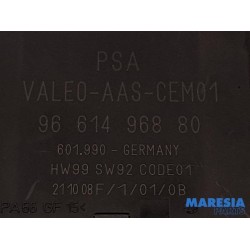 PSA
VALEO-AAS-CEM01
96 614 968 80
601.990 - GERMANY
HW99 SW92 CODE01
211008F/1/01/0B
MARESIA
PARTS